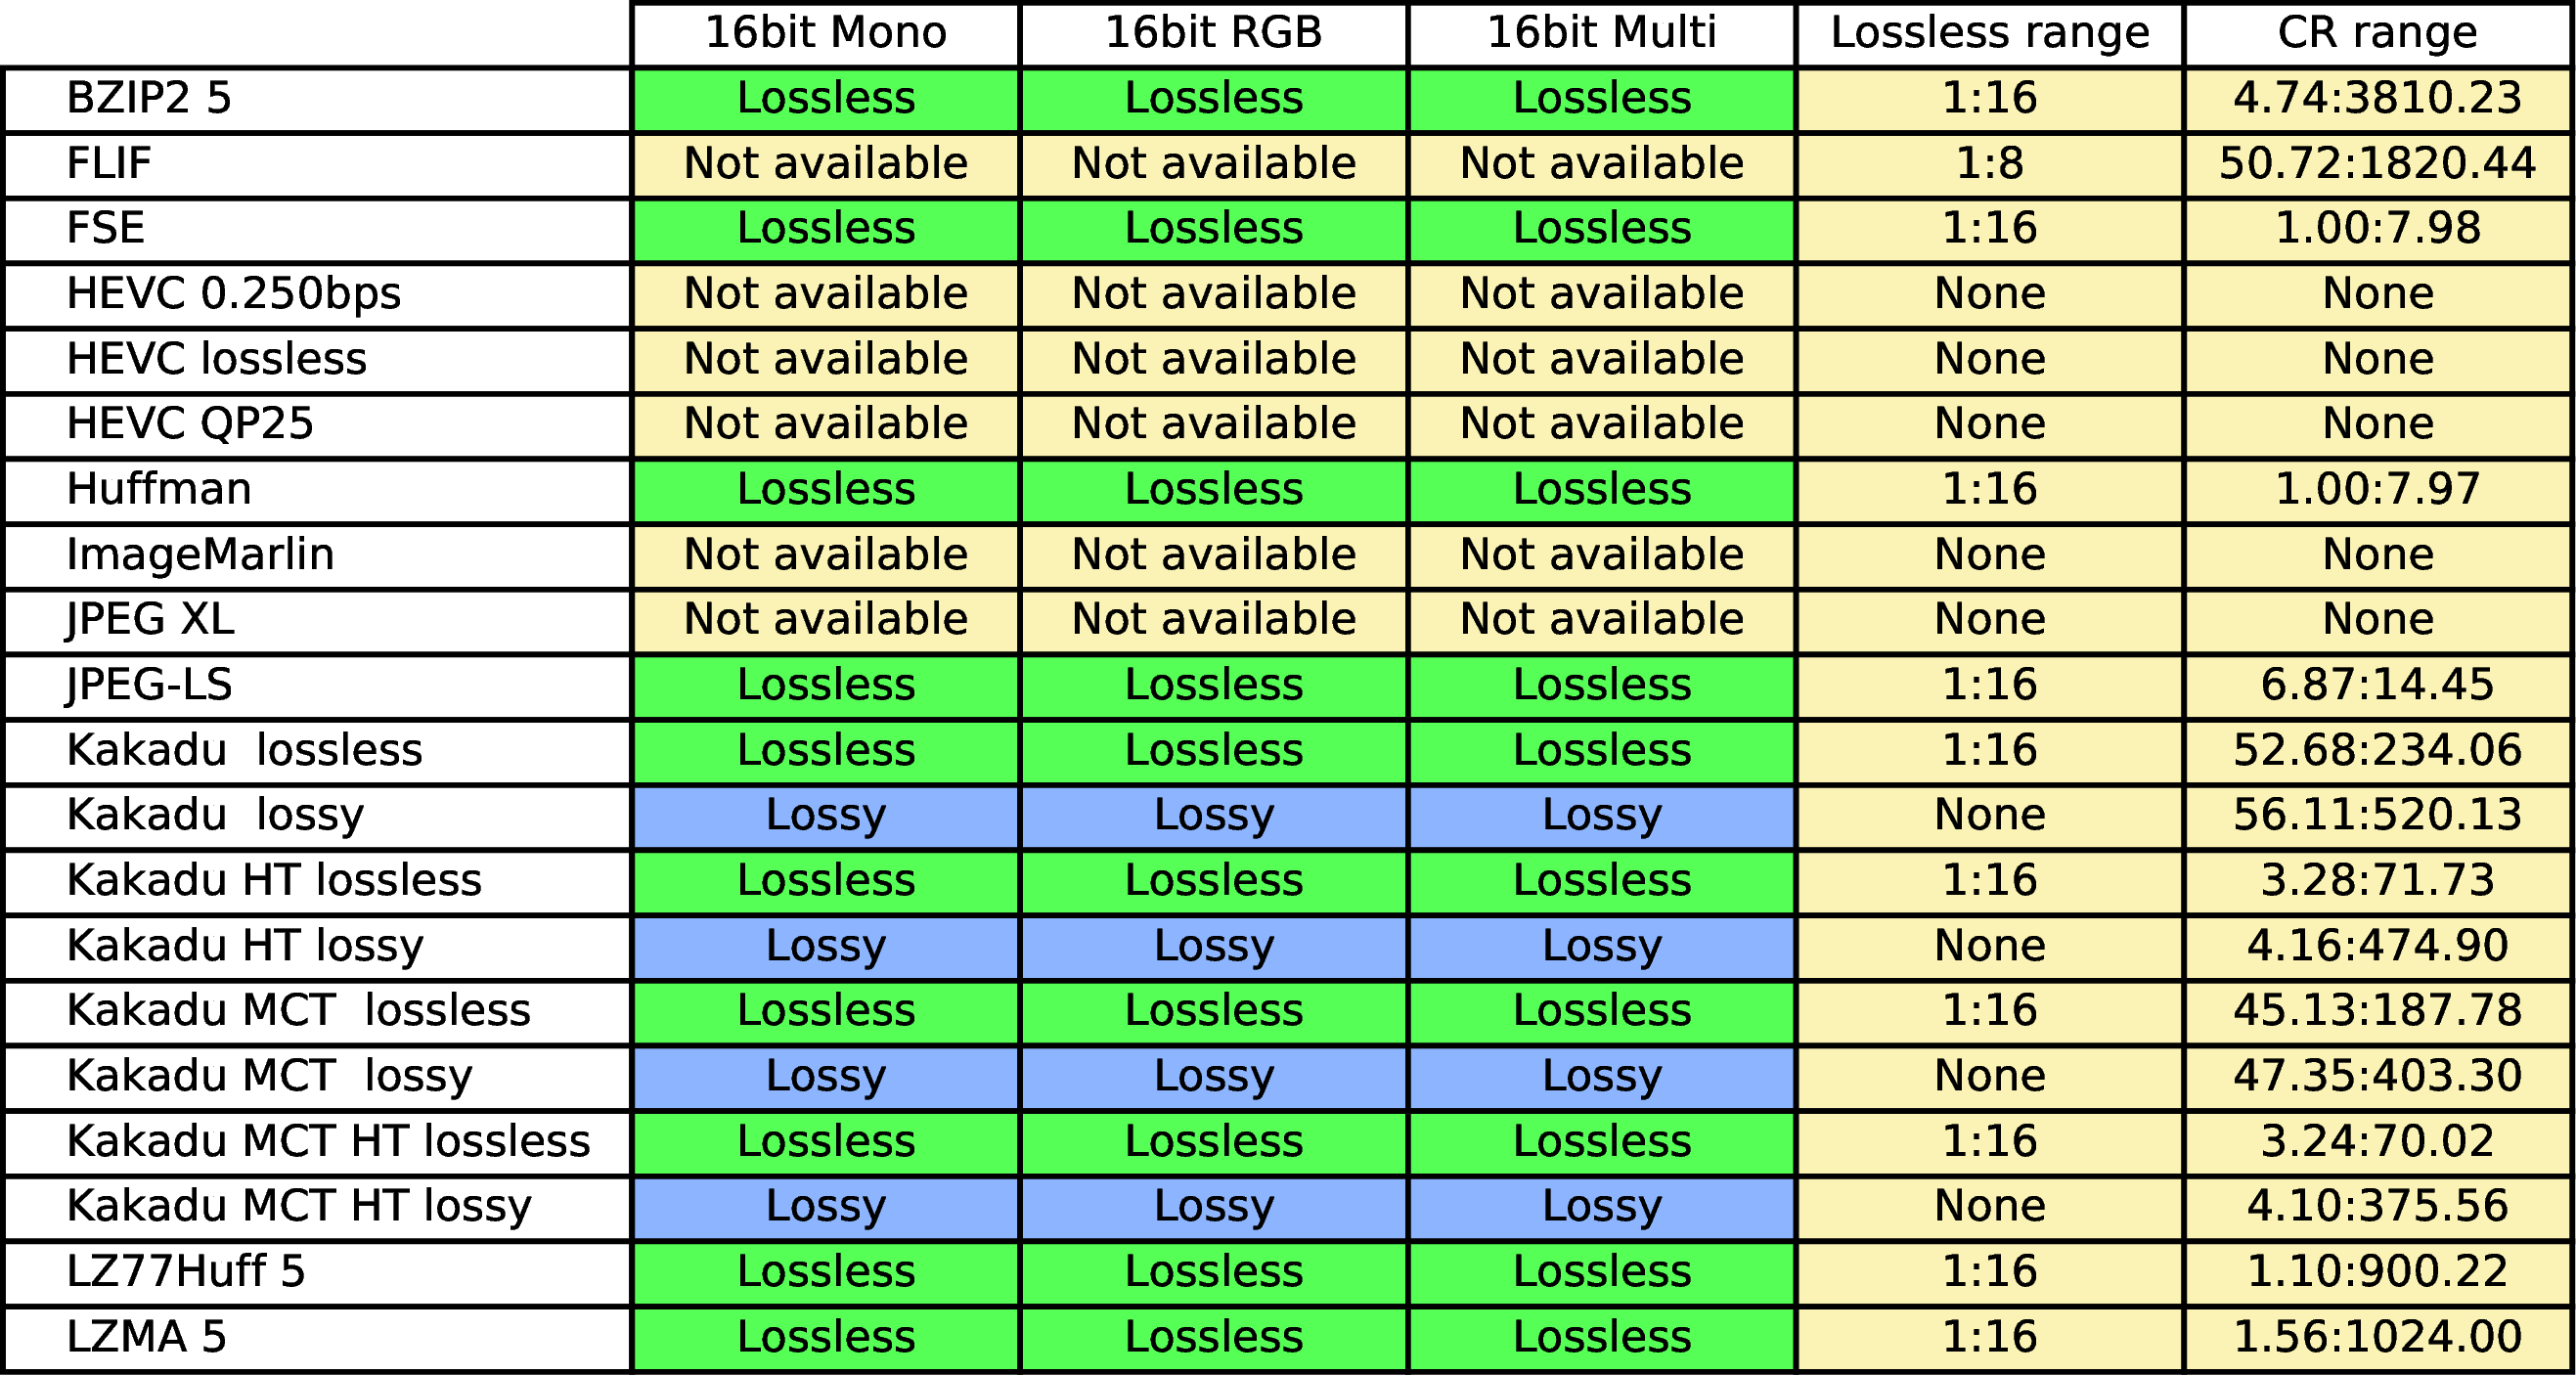 16bit Mono 16bit RGB 16bit Multi Lossless range CR range
BZIP2 5 Lossless Lossless Lossless 1:16 4.74:3810.23
FLIF Not available Not available Not available 1:8 50.72:1820.44
FSE Lossless Lossless Lossless 1:16 1.00:7.98
HEVC 0.250bps Not available Not available Not available None None
HEVC lossless Not available Not available Not available None None
HEVC QP25 Not available Not available Not available None None
Huffman Lossless Lossless Lossless 1:16 1.00:7.97
ImageMarlin Not available Not available Not available None None
JPEG XL Not available Not available Not available None None
JPEG-LS Lossless Lossless Lossless 1:16 6.87:14.45
Kakadu lossless Lossless Lossless Lossless 1:16 52.68:234.06
Kakadu lossy Lossy Lossy Lossy None 56.11:520.13
Kakadu HT lossless Lossless Lossless Lossless 1:16 3.28:71.73
Kakadu HT lossy Lossy Lossy Lossy None 4.16:474.90
Kakadu MCT lossless Lossless Lossless Lossless 1:16 45.13:187.78
Kakadu MCT lossy Lossy Lossy Lossy None 47.35:403.30
Kakadu MCT HT lossless Lossless Lossless Lossless 1:16 3.24:70.02
Kakadu MCT HT lossy Lossy Lossy Lossy None 4.10:375.56
LZ77Huff 5 Lossless Lossless Lossless 1:16 1.10:900.22
LZMA 5 Lossless Lossless Lossless 1:16 1.56:1024.00